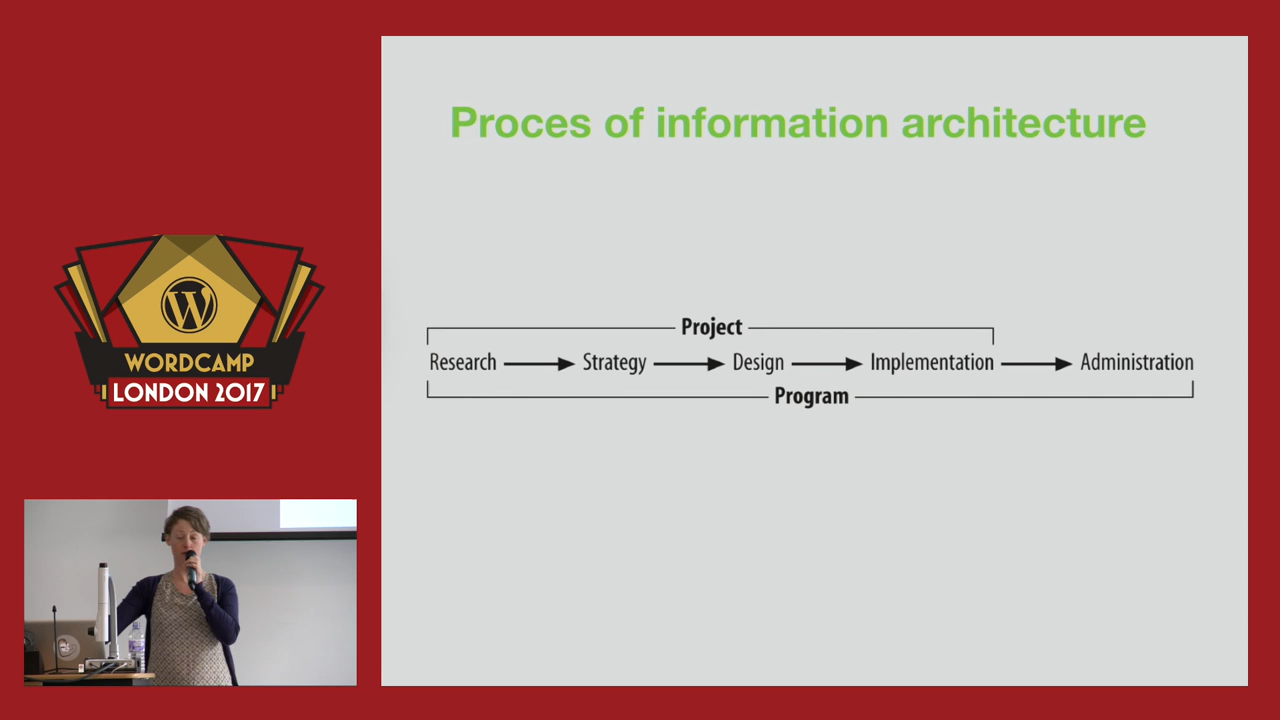 Proces of information architecture
Project
Research Strategy Design Implementation Administration
Program
WORDCAMP
LONDON 2017